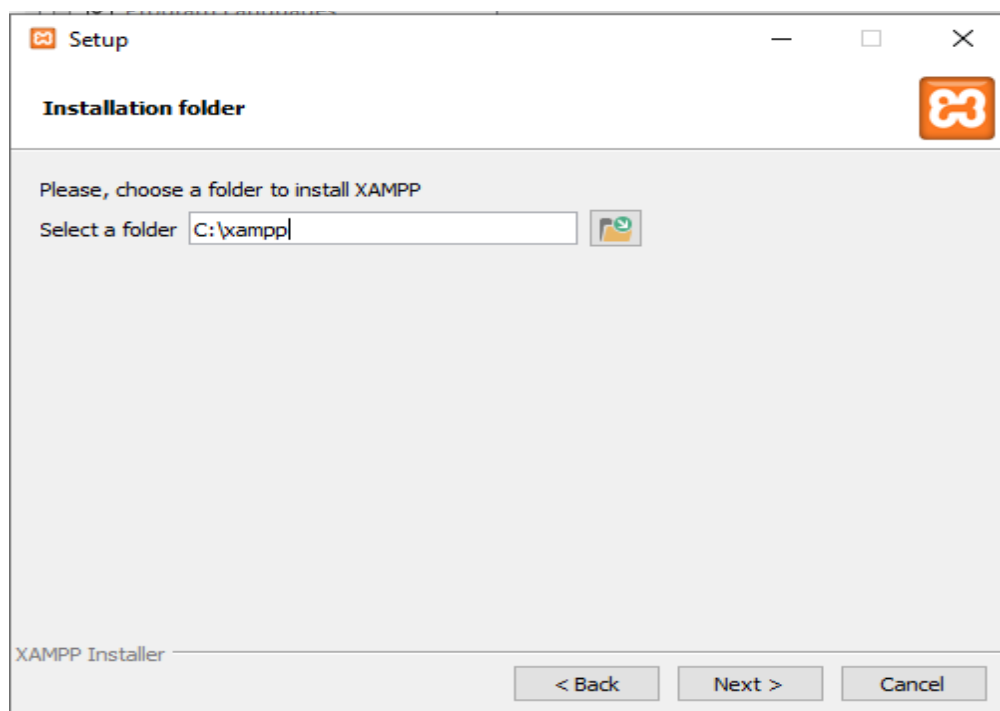 Setup
Installation folder
Please, choose a folder to install XAMPP
Select a folder C:\xampp
XAMPP Installer
< Back Next > Cancel